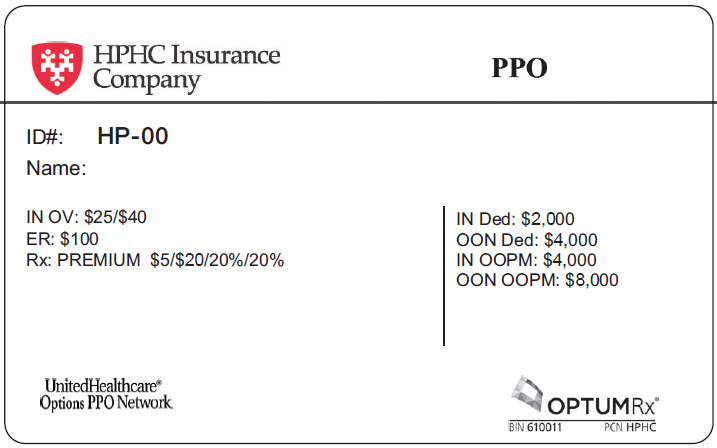 HPHC Insurance
Company
PPO
ID#: HP-00
Name:
IN OV: $25/$40
ER: $100
Rx: PREMIUM $5/$20/20%/20%
IN Ded: $2,000
OON Ded: $4,000
IN OOPM: $4,000
OON OOPM: $8,000
UnitedHealthcare®
Options PPO Network
OPTUMRx®
BIN 610011 PCN HPHC